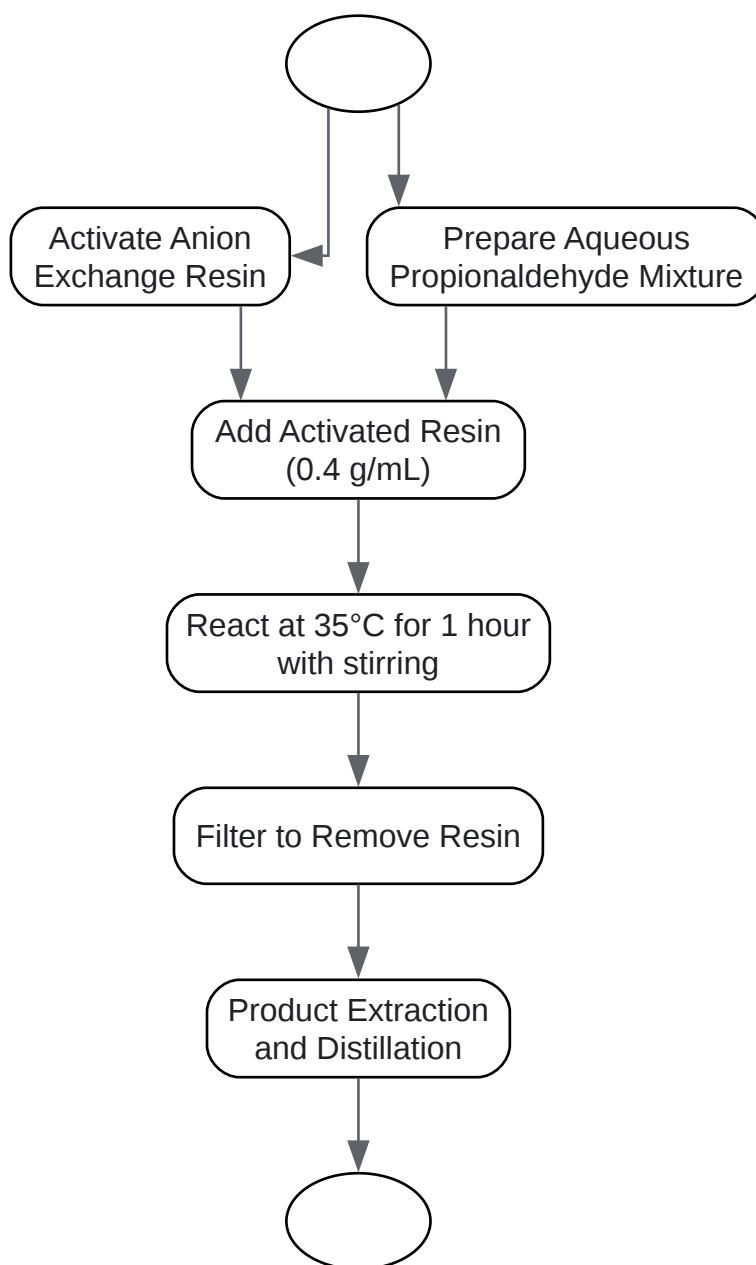 Activate Anion
Exchange Resin
Prepare Aqueous
Propionaldehyde Mixture
Add Activated Resin
(0.4 g/mL)
React at 35°C for 1 hour
with stirring
Filter to Remove Resin
Product Extraction
and Distillation